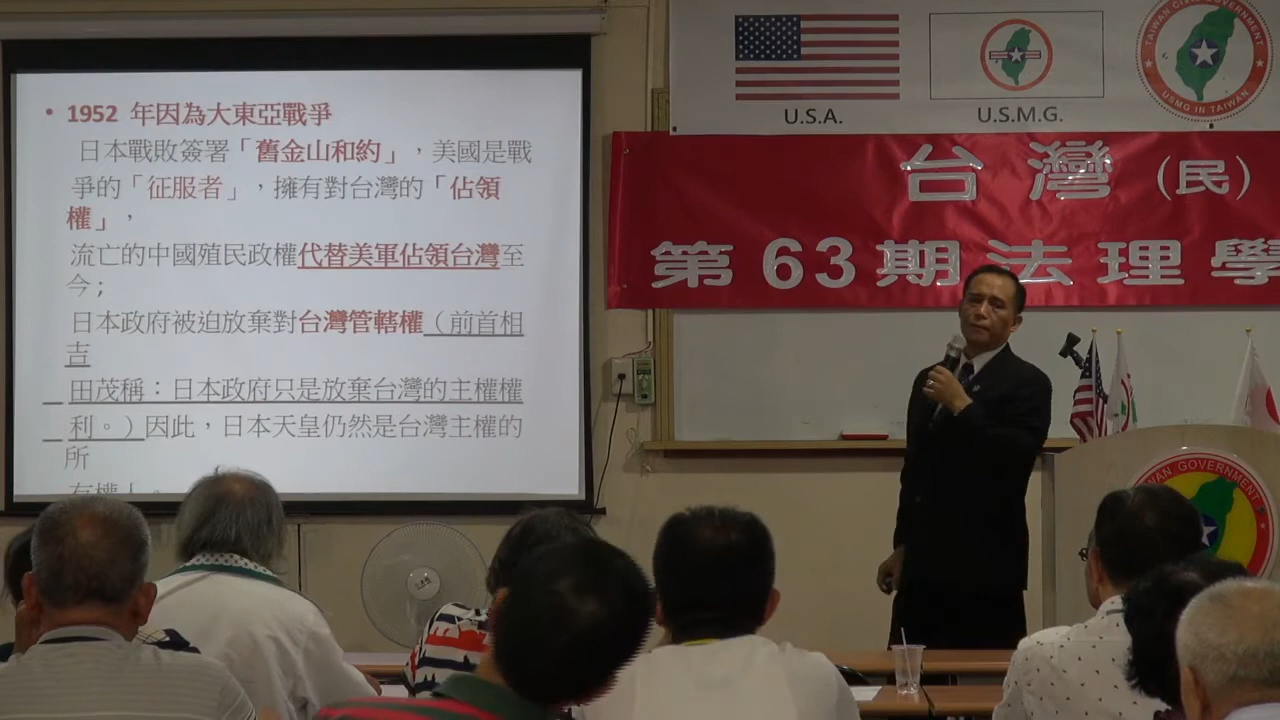 • 1952 年因為大東亞戰爭
日本戰敗簽署「舊金山和約」，美國是戰
爭的「征服者」，擁有對台灣的「佔領
權」，
流亡的中國殖民政權代替美軍佔領台灣至
今；
日本政府被迫放棄對台灣管轄權（前首相
吉
田茂稱：日本政府只是放棄台灣的主權權
利。）因此，日本天皇仍然是台灣主權的
所
有權人。
U.S.A.
U.S.M.G.
TAIWAN CIVIL GOVERNMENT
USMG IN TAIWAN
台灣（民）
第63期法理學
TAIWAN GOVERNMENT